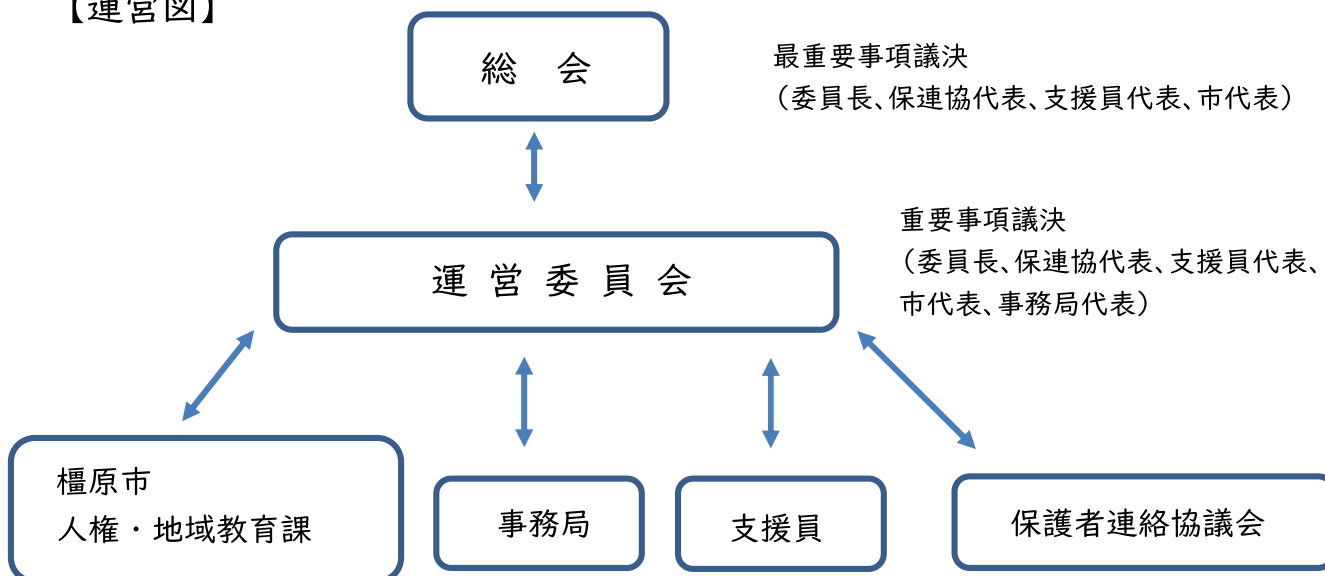 【運営図】
総 会
最重要事項議決
（委員長、保連協代表、支援員代表、市代表）
運 営 委 員 会
重要事項議決
（委員長、保連協代表、支援員代表、
市代表、事務局代表）
橿原市
人権・地域教育課
事務局
支援員
保護者連絡協議会